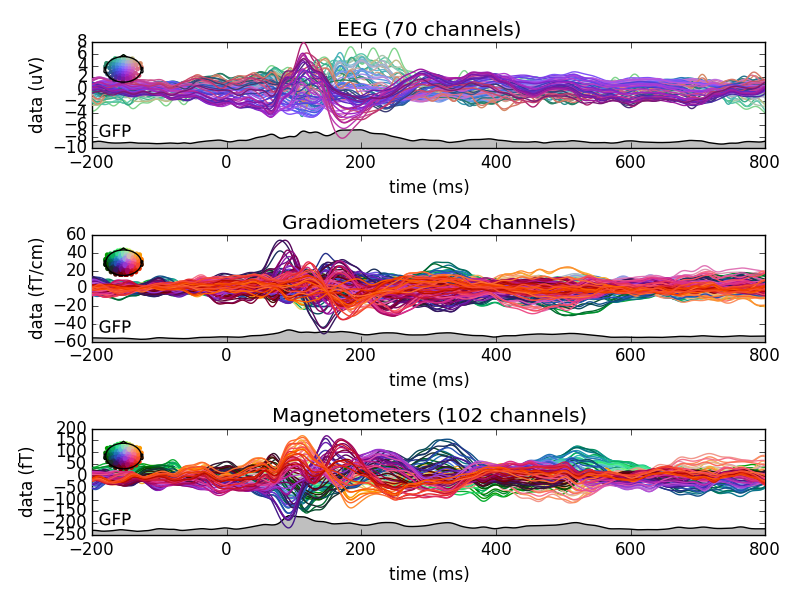 EEG (70 channels)
8
6
4
2
0
−2
−4
−6
−8
−10
data (uV)
GFP
−200 0 200 400 600 800
time (ms)
Gradiometers (204 channels)
60
40
20
0
−20
−40
−60
data (fT/cm)
GFP
−200 0 200 400 600 800
time (ms)
Magnetometers (102 channels)
200
150
100
50
0
−50
−100
−150
−200
−250
data (fT)
GFP
−200 0 200 400 600 800
time (ms)